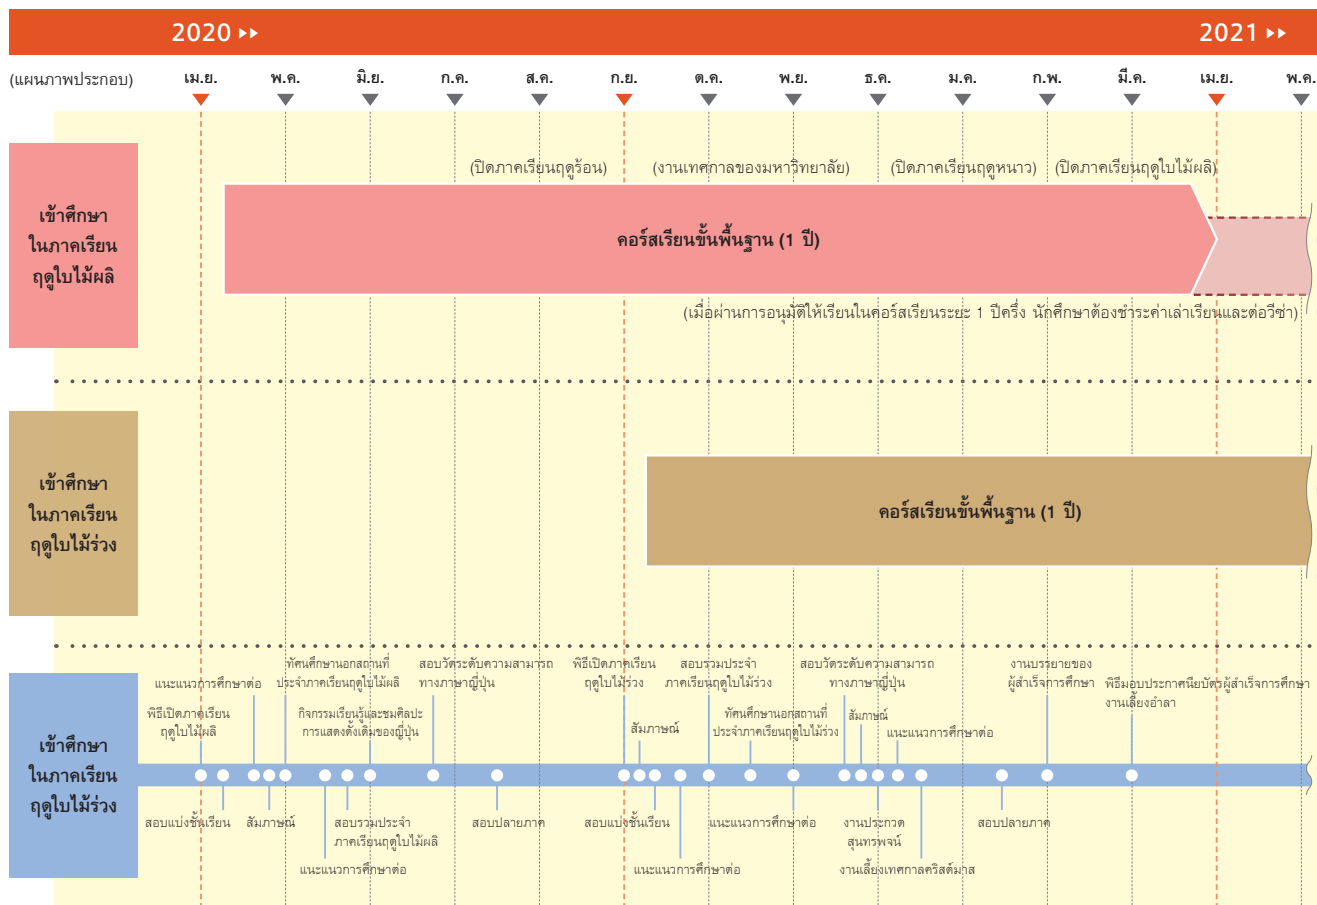 2020
2021
(แผนภาพประกอบ)
เม.ย.
พ.ค.
มิ.ย.
ก.ค.
ส.ค.
ก.ย.
ต.ค.
พ.ย.
ธ.ค.
ม.ค.
ก.พ.
มี.ค.
เม.ย.
พ.ค.
(ปิดภาคเรียนฤดูร้อน)
(งานเทศกาลของมหาวิทยาลัย)
(ปิดภาคเรียนฤดูหนาว)
(ปิดภาคเรียนฤดูใบไม้ผลิ)
เข้าศึกษา
ในภาคเรียน
ฤดูใบไม้ผลิ
คอร์สเรียนขั้นพื้นฐาน (1 ปี)
(เมื่อผ่านการอนุมัติให้เรียนในคอร์สเรียนระยะ 1 ปีครึ่ง นักศึกษาต้องชำระค่าเล่าเรียนและต่อวีซ่า)
เข้าศึกษา
ในภาคเรียน
ฤดูใบไม้ร่วง
คอร์สเรียนขั้นพื้นฐาน (1 ปี)
เข้าศึกษา
ในภาคเรียน
ฤดูใบไม้ร่วง
แนะแนวการศึกษาต่อ
พิธีเปิดภาคเรียน
ฤดูใบไม้ผลิ
ทัศนศึกษานอกสถานที่
ประจำภาคเรียนฤดูใบไม้ผลิ
กิจกรรมเรียนรู้และชมศิลปะ
การแสดงดั้งเดิมของญี่ปุ่น
สอบวัดระดับความสามารถ
ทางภาษาญี่ปุ่น
พิธีเปิดภาคเรียน
ฤดูใบไม้ร่วง
สัมภาษณ์
สอบรวมประจำ
ภาคเรียนฤดูใบไม้ร่วง
ทัศนศึกษานอกสถานที่
ประจำภาคเรียนฤดูใบไม้ร่วง
สอบวัดระดับความสามารถ
ทางภาษาญี่ปุ่น
สัมภาษณ์
แนะแนวการศึกษาต่อ
งานบรรยายของ
ผู้สำเร็จการศึกษา
พิธีมอบประกาศนียบัตรผู้สำเร็จการศึกษา
งานเลี้ยงอำลา
สอบแบ่งชั้นเรียน
สัมภาษณ์
แนะแนวการศึกษาต่อ
สอบรวมประจำ
ภาคเรียนฤดูใบไม้ผลิ
สอบปลายภาค
สอบแบ่งชั้นเรียน
แนะแนวการศึกษาต่อ
แนะแนวการศึกษาต่อ
งานประกวด
สุนทรพจน์
งานเลี้ยงเทศกาลคริสต์มาส
สอบปลายภาค